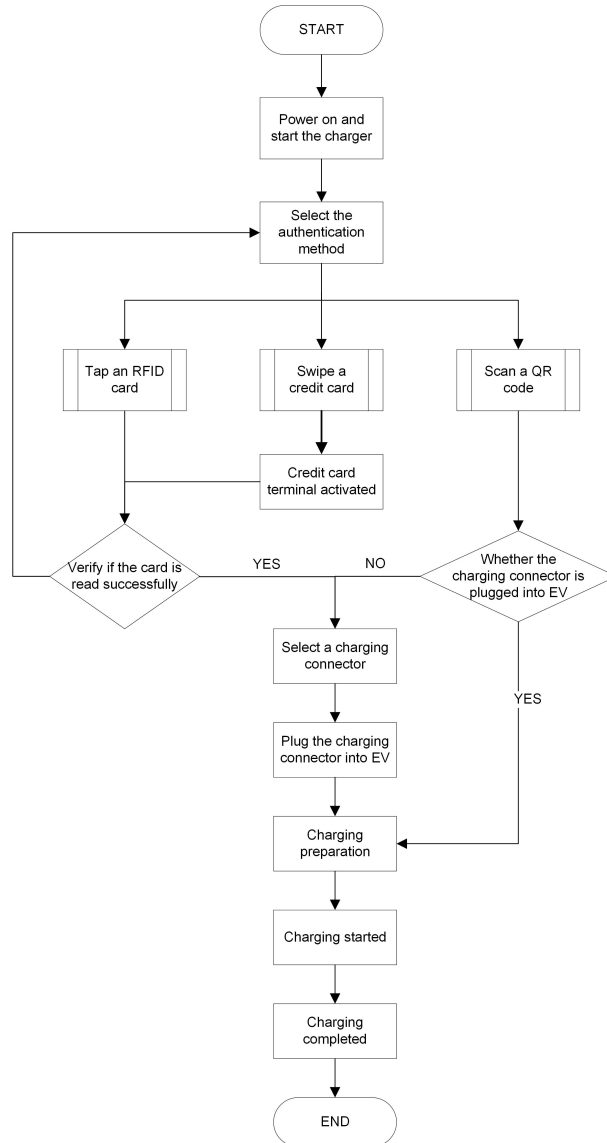 START
Power on and
start the charger
Select the
authentication
method
Tap an RFID
card
Swipe a
credit card
Scan a QR
code
Credit card
terminal activated
Verify if the card is
read successfully
YES
NO
Whether the
charging connector is
plugged into EV
Select a charging
connector
YES
Plug the charging
connector into EV
Charging
preparation
Charging started
Charging
completed
END